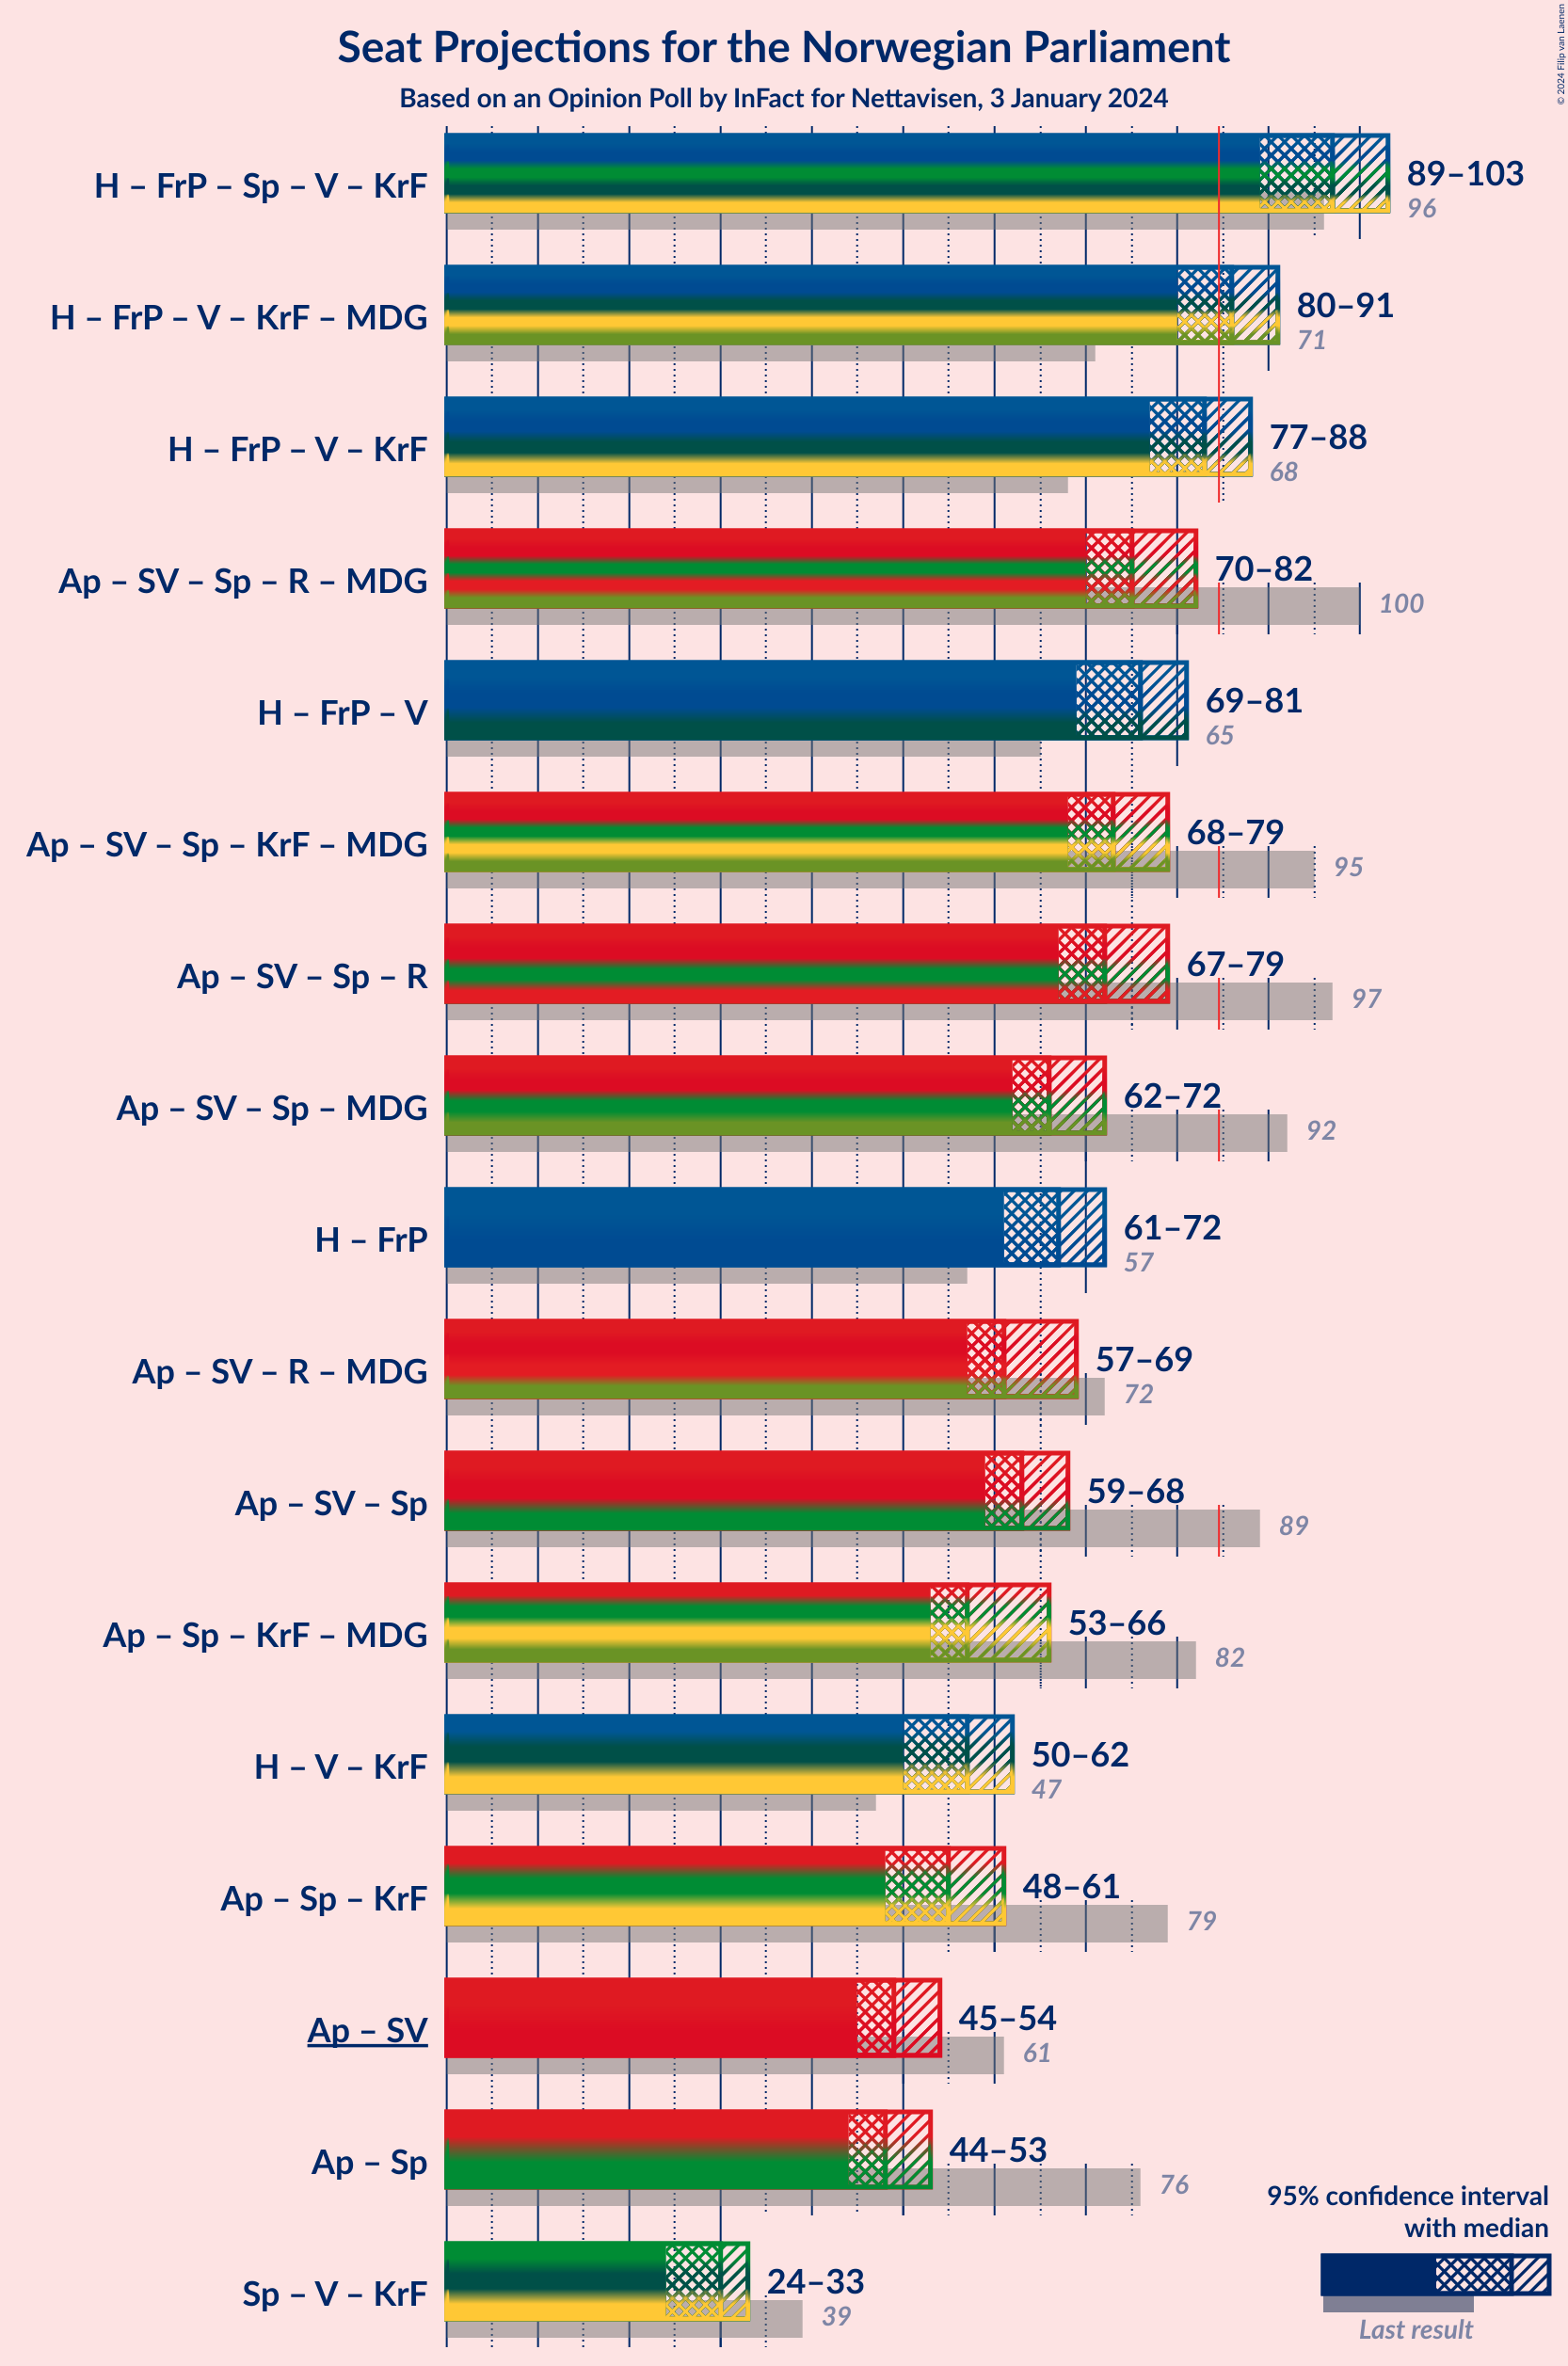 Seat Projections for the Norwegian Parliament
Based on an Opinion Poll by InFact for Nettavisen, 3 January 2024
© 2024 Filip van Laenen
H – FrP – Sp – V – KrF
89–103
96
H – FrP – V – KrF – MDG
80–91
71
H – FrP – V – KrF
77–88
68
Ap – SV – Sp – R – MDG
70–82
100
H – FrP – V
69–81
65
Ap – SV – Sp – KrF – MDG
68–79
95
Ap – SV – Sp – R
67–79
97
Ap – SV – Sp – MDG
62–72
92
H – FrP
61–72
57
Ap – SV – R – MDG
57–69
72
Ap – SV – Sp
59–68
89
Ap – Sp – KrF – MDG
53–66
82
H – V – KrF
50–62
47
Ap – Sp – KrF
48–61
79
Ap – SV
45–54
61
Ap – Sp
44–53
76
Sp – V – KrF
24–33
39
95% confidence interval
with median
Last result